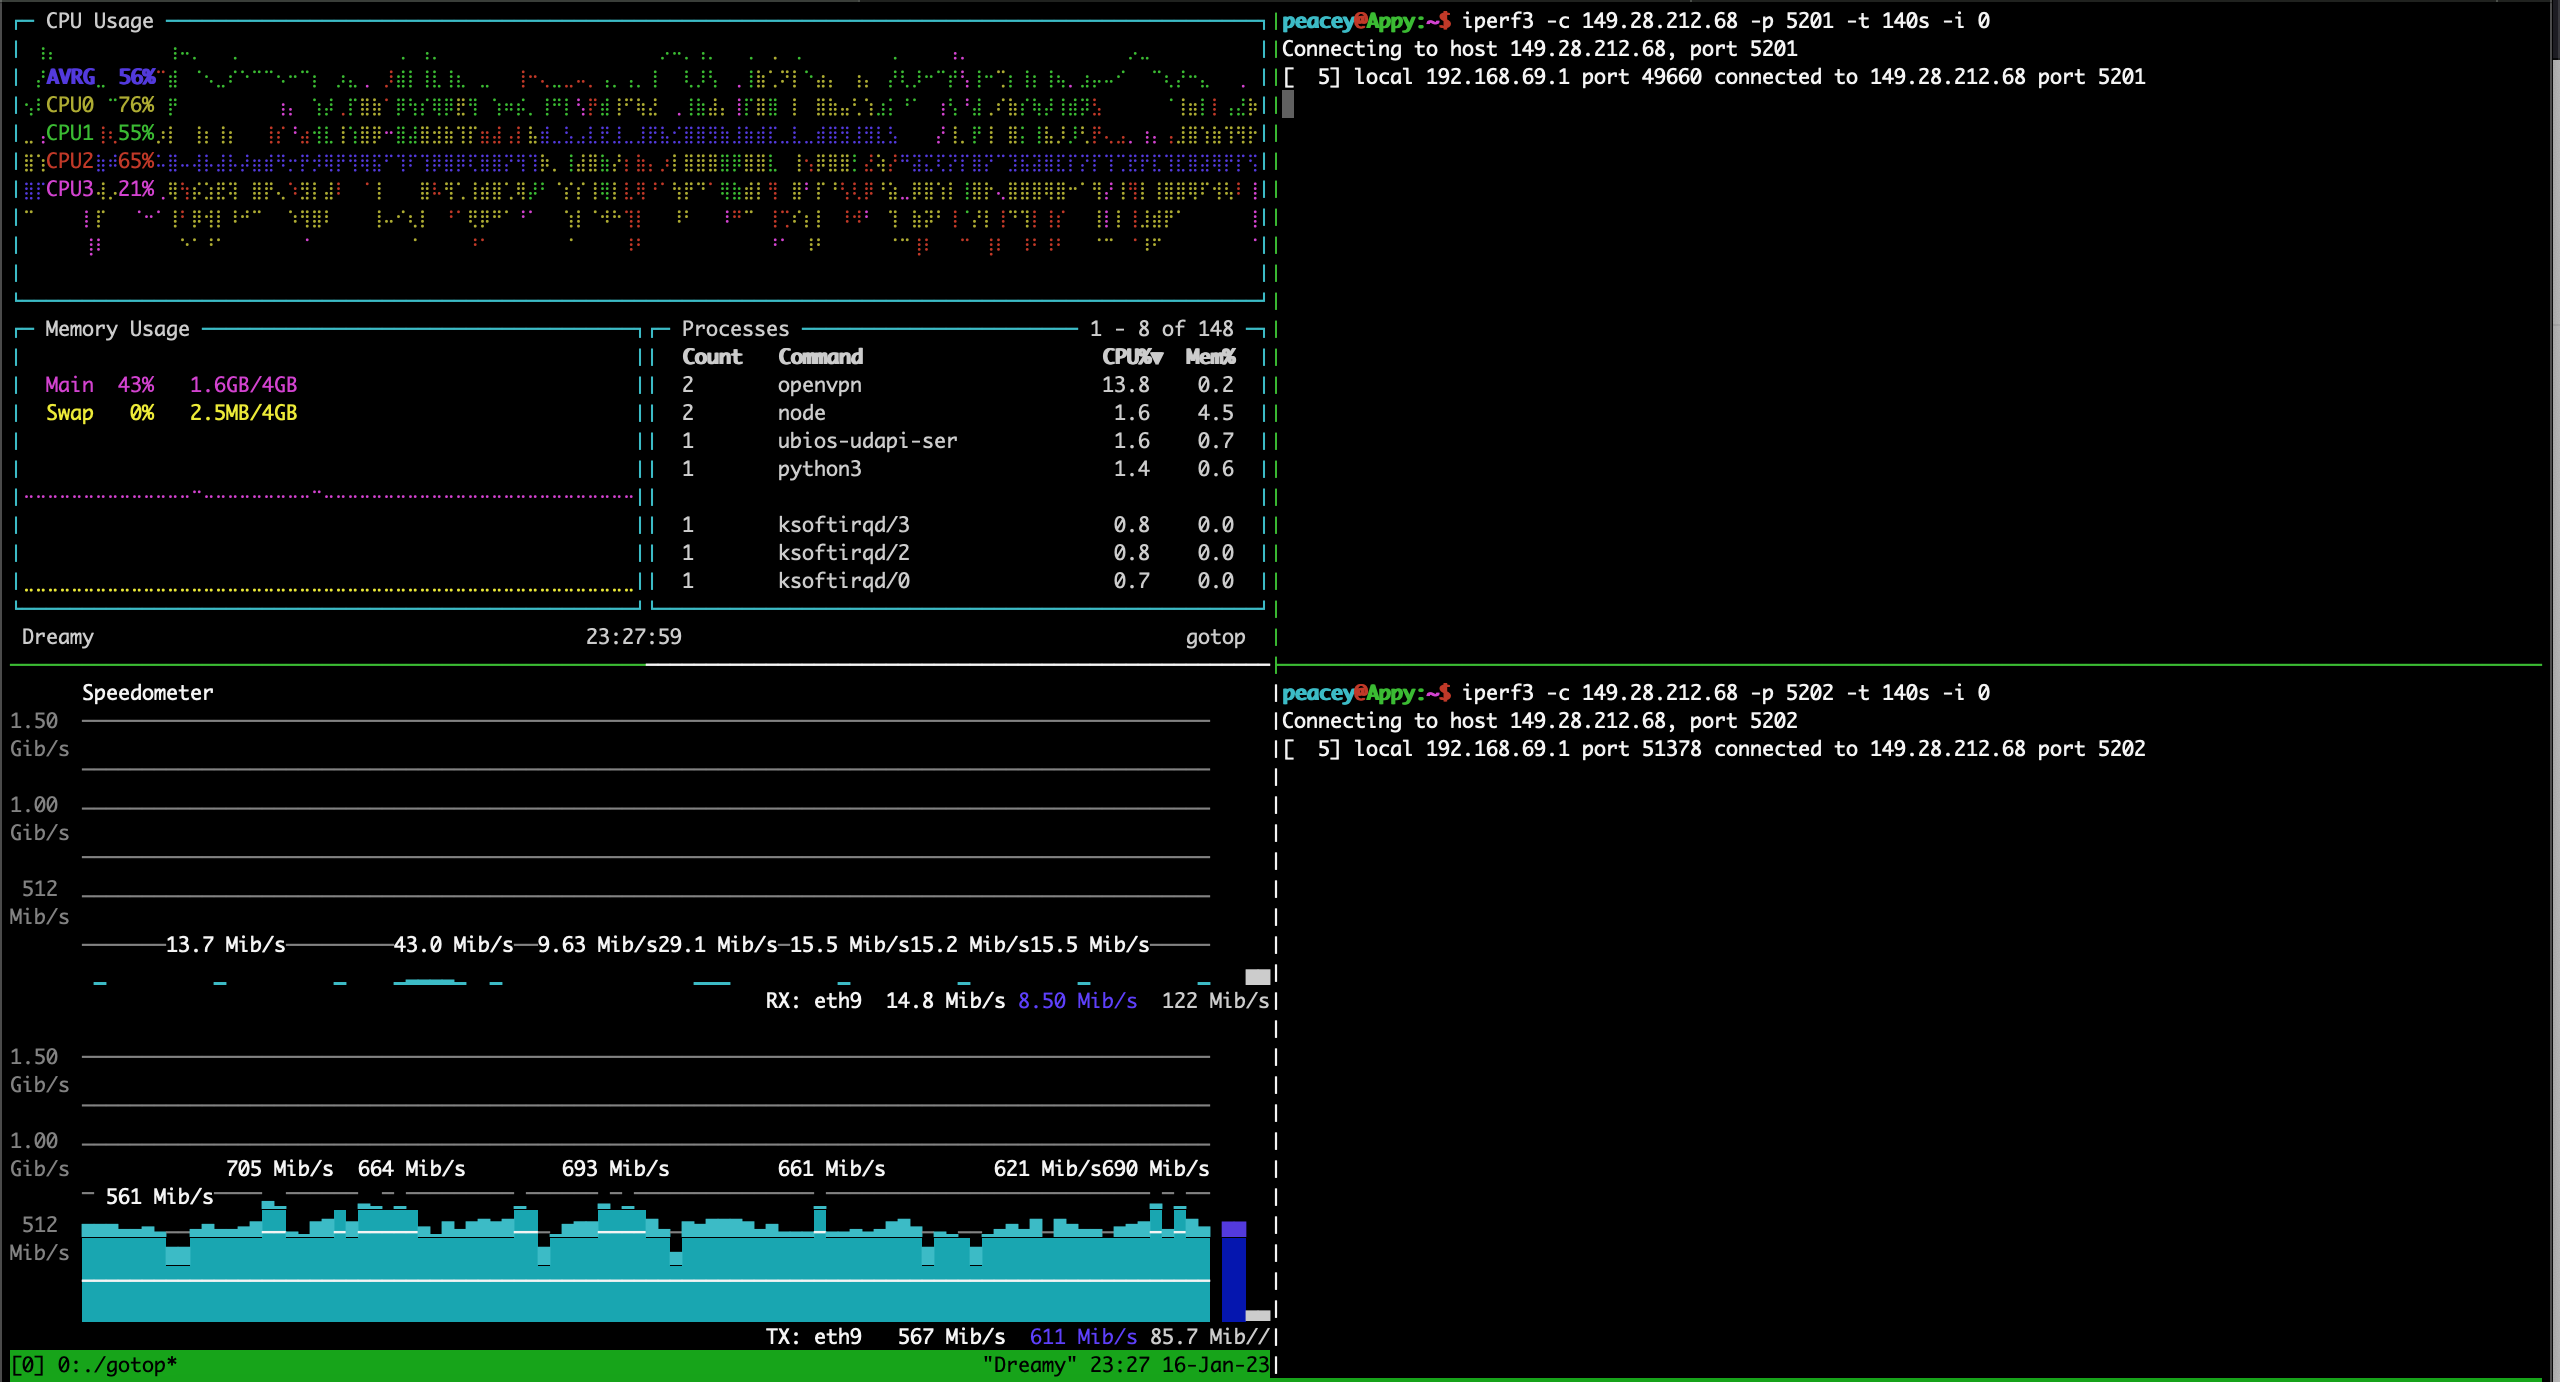 CPU Usage
AVRG 56%
CPU0 76%
CPU1 55%
CPU2 65%
CPU3 21%
Memory Usage
Main 43% 1.6GB/4GB
Swap 0% 2.5MB/4GB
Processes 1 - 8 of 148
Count Command CPU%▼ Mem%
2 openvpn 13.8 0.2
2 node 1.6 4.5
1 ubios-udapi-ser 1.6 0.7
1 python3 1.4 0.6
1 ksoftirqd/3 0.8 0.0
1 ksoftirqd/2 0.8 0.0
1 ksoftirqd/0 0.7 0.0
Dreamy 23:27:59 gotop
Speedometer
1.50
Gib/s
1.00
Gib/s
512
Mib/s
13.7 Mib/s 43.0 Mib/s 9.63 Mib/s29.1 Mib/s 15.5 Mib/s15.2 Mib/s15.5 Mib/s
RX: eth9 14.8 Mib/s 8.50 Mib/s 122 Mib/s
1.50
Gib/s
1.00
Gib/s
705 Mib/s 664 Mib/s 693 Mib/s 661 Mib/s 621 Mib/s690 Mib/s
561 Mib/s
512
Mib/s
TX: eth9 567 Mib/s 611 Mib/s 85.7 Mib//
[0] 0:./gotop* "Dreamy" 23:27 16-Jan-23
peacey@Appy:~$ iperf3 -c 149.28.212.68 -p 5201 -t 140s -i 0
Connecting to host 149.28.212.68, port 5201
[  5] local 192.168.69.1 port 49660 connected to 149.28.212.68 port 5201
peacey@Appy:~$ iperf3 -c 149.28.212.68 -p 5202 -t 140s -i 0
Connecting to host 149.28.212.68, port 5202
[  5] local 192.168.69.1 port 51378 connected to 149.28.212.68 port 5202